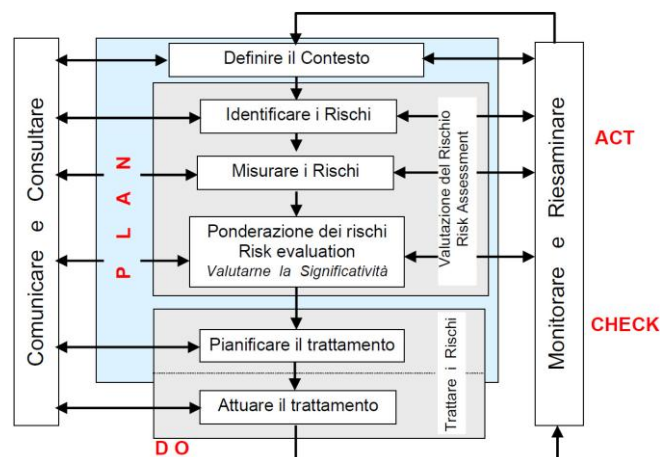 Comunicare e Consultare
P L A N
Definire il Contesto
Identificare i Rischi
Misurare i Rischi
Ponderazione dei rischi
Risk evaluation
Valutarne la Significatività
Valutazione del Rischio
Risk Assessment
Pianificare il trattamento
Attuare il trattamento
Trattare i Rischi
D O
Monitorare e Riesaminare
ACT
CHECK